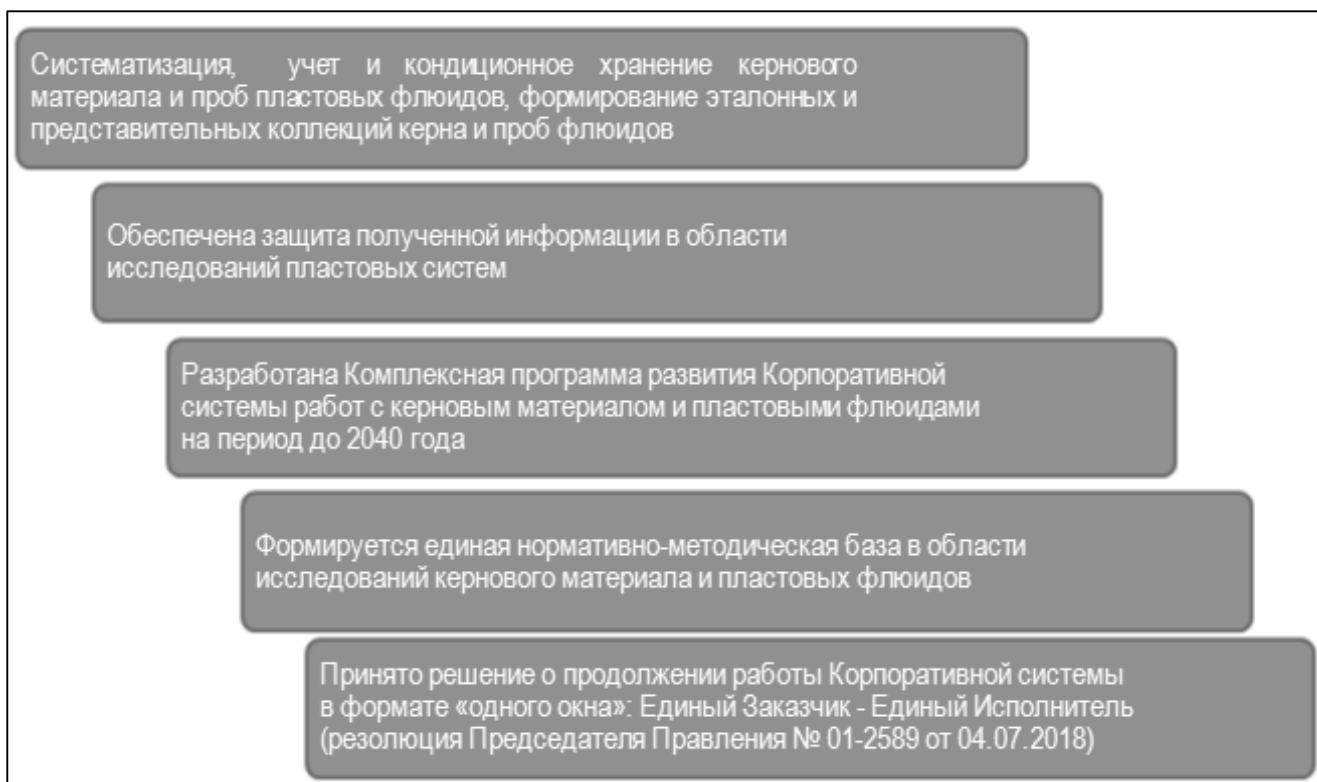 Систематизация, учет и кондиционное хранение кернового
материала и проб пластовых флюидов, формирование эталонных и
представительных коллекций керна и проб флюидов
Обеспечена защита полученной информации в области
исследований пластовых систем
Разработана Комплексная программа развития Корпоративной
системы работ с керновым материалом и пластовыми флюидами
на период до 2040 года
Формируется единая нормативно-методическая база в области
исследований кернового материала и пластовых флюидов
Принято решение о продолжении работы Корпоративной системы
в формате «одного окна»: Единый Заказчик - Единый Исполнитель
(резолюция Председателя Правления № 01-2589 от 04.07.2018)